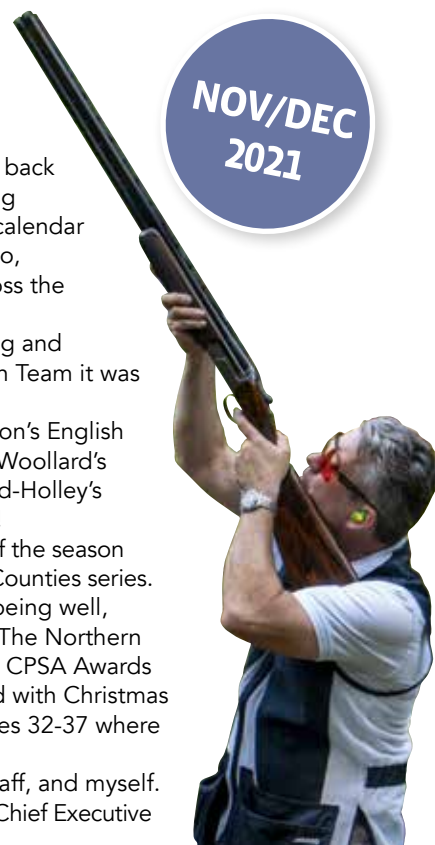 NOV/DEC
2021
back
g
calendar
o,
oss the
g and
n Team it was
on's English
Woollard's
d-Holley's
f the season
Counties series.
being well,
The Northern
CPSA Awards
d with Christmas
es 32-37 where
aff, and myself.
Chief Executive